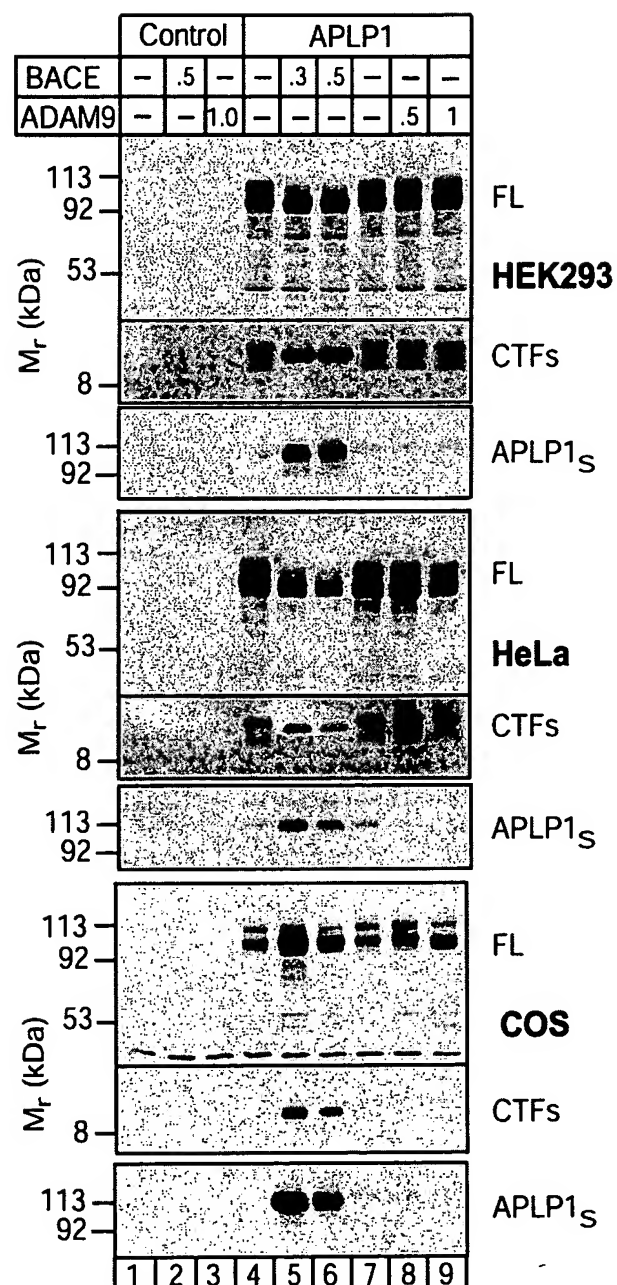 Control APLP1
BACE – .5 – – .3 .5 – – –
ADAM9 – – 1.0 – – – – .5 1
113
92
53
8
Mr (kDa)
FL
HEK293
CTFs
113
92
APLP1S
113
92
53
8
Mr (kDa)
FL
HeLa
CTFs
113
92
APLP1S
113
92
53
8
Mr (kDa)
FL
COS
CTFs
113
92
APLP1S
1 2 3 4 5 6 7 8 9